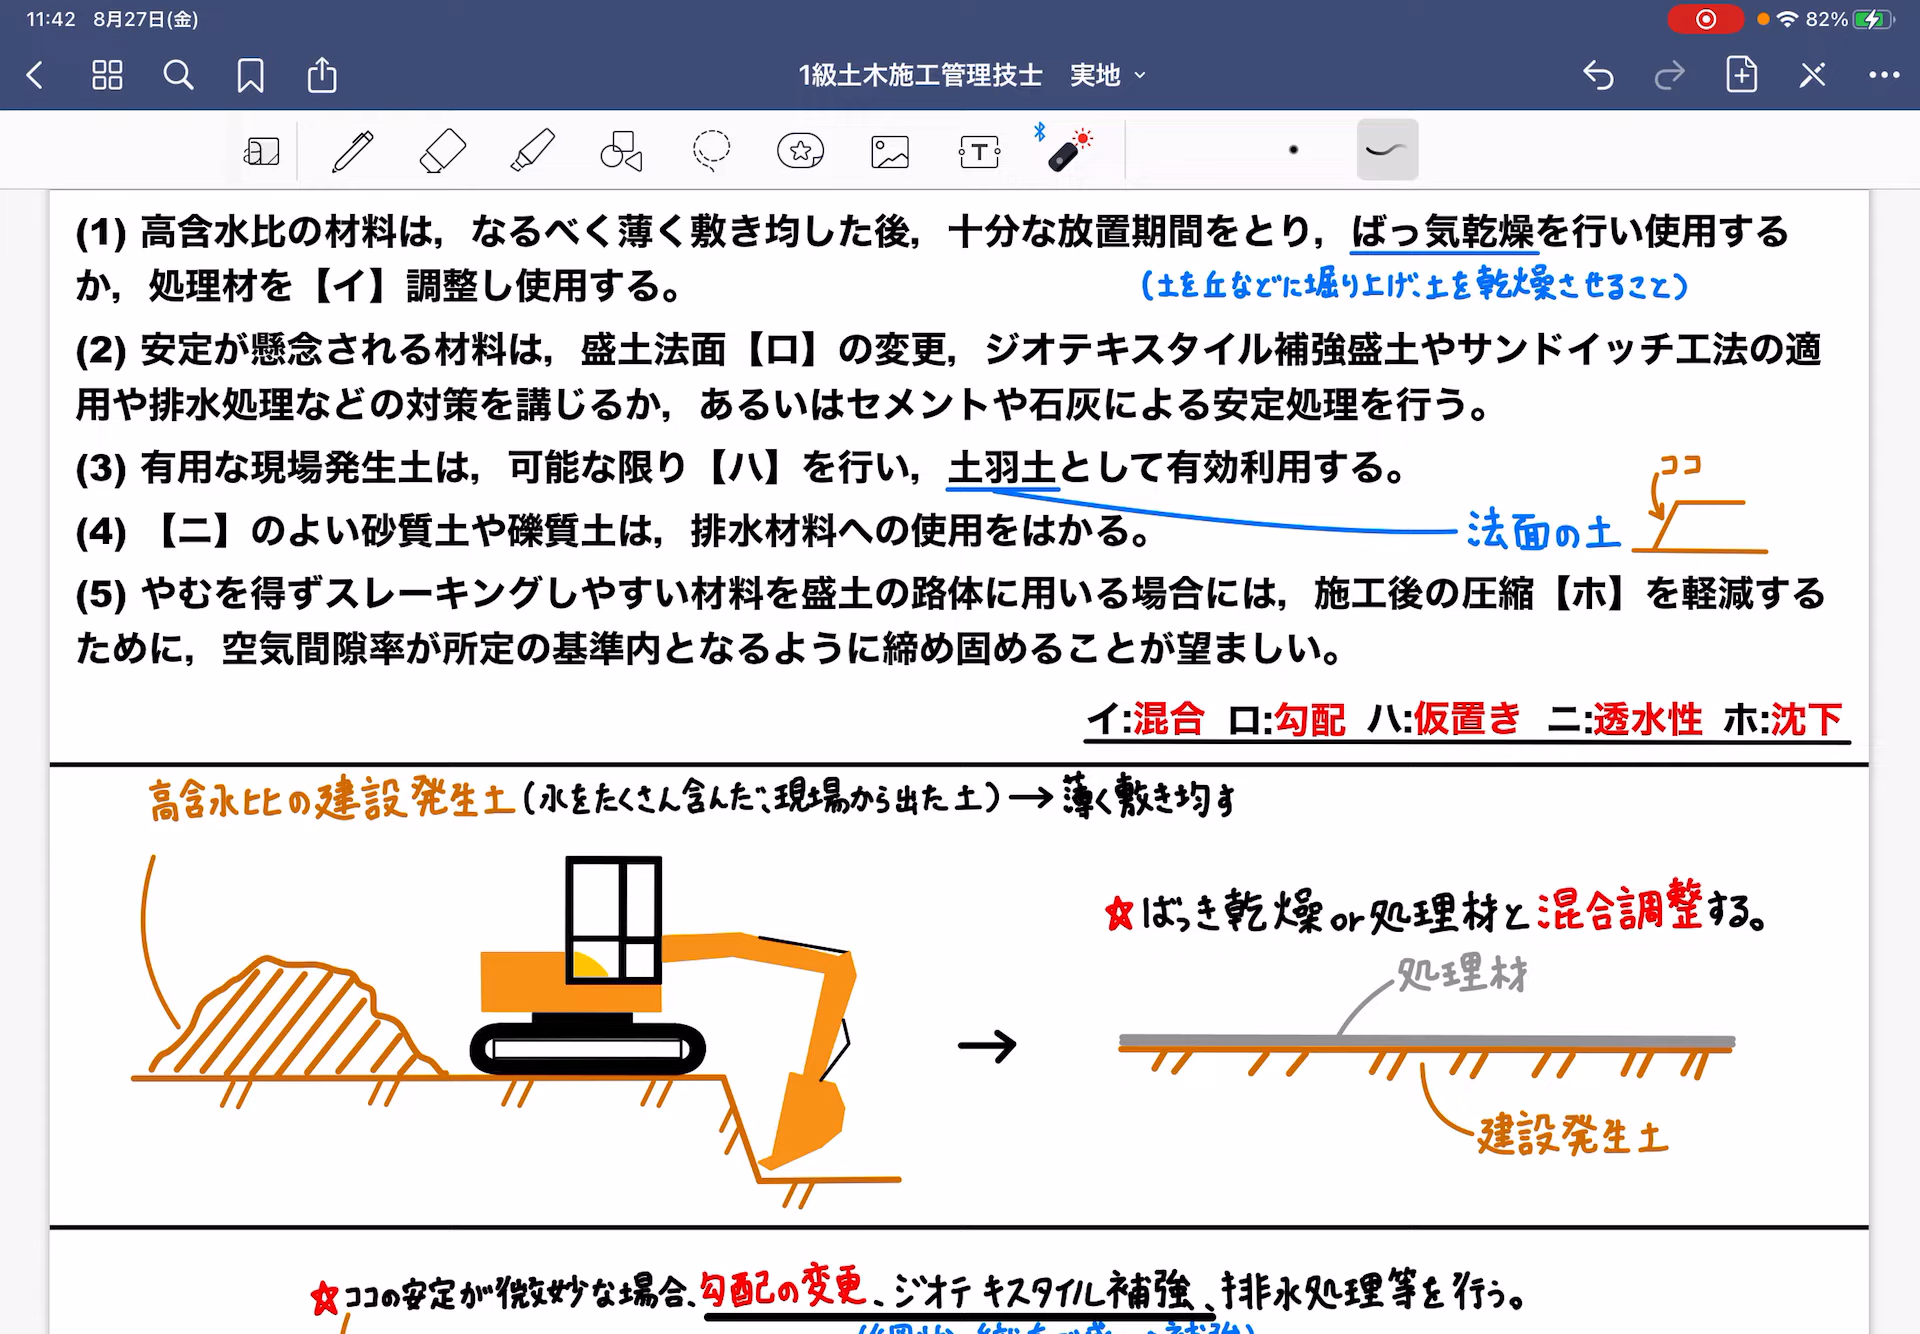 11:42 8月27日(金)
82%
1級土木施工管理技士 実地
(1) 高含水比の材料は，なるべく薄く敷き均した後，十分な放置期間をとり，ばっ気乾燥を行い使用する
か，処理材を【イ】調整し使用する。
(土を丘などに堀り上げ、土を乾燥させること)
(2) 安定が懸念される材料は，盛土法面【ロ】の変更，ジオテキスタイル補強盛土やサンドイッチ工法の適
用や排水処理などの対策を講じるか，あるいはセメントや石灰による安定処理を行う。
(3) 有用な現場発生土は，可能な限り【ハ】を行い，土羽土として有効利用する。
ココ
(4) 【ニ】のよい砂質土や礫質土は，排水材料への使用をはかる。
法面の土
(5) やむを得ずスレーキングしやすい材料を盛土の路体に用いる場合には，施工後の圧縮【ホ】を軽減する
ために，空気間隙率が所定の基準内となるように締め固めることが望ましい。
イ:混合 ロ:勾配 ハ:仮置き ニ:透水性 ホ:沈下
高含水比の建設発生土(水をたくさん含んだ、現場から出た土)→薄く敷き均す
☆ばっき乾燥or処理材と混合調整する。
処理材
→
建設発生土
☆ココの安定が微妙な場合、勾配の変更、ジオテキスタイル補強、排水処理等を行う。